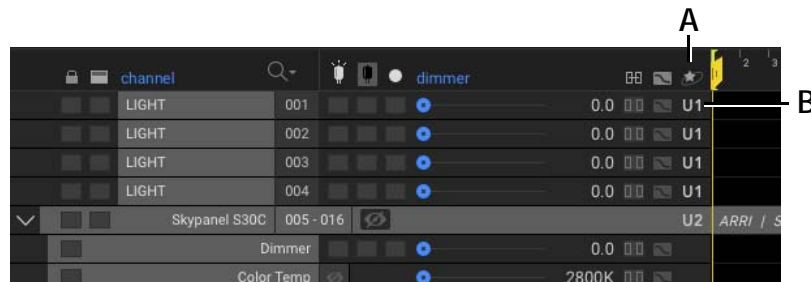 A
channel dimmer 2 3
LIGHT 001 0.0 U1 B
LIGHT 002 0.0 U1
LIGHT 003 0.0 U1
LIGHT 004 0.0 U1
Skypanel S30C 005 - 016 U2 ARRI / S
Dimmer 0.0
Color Temp 2800K